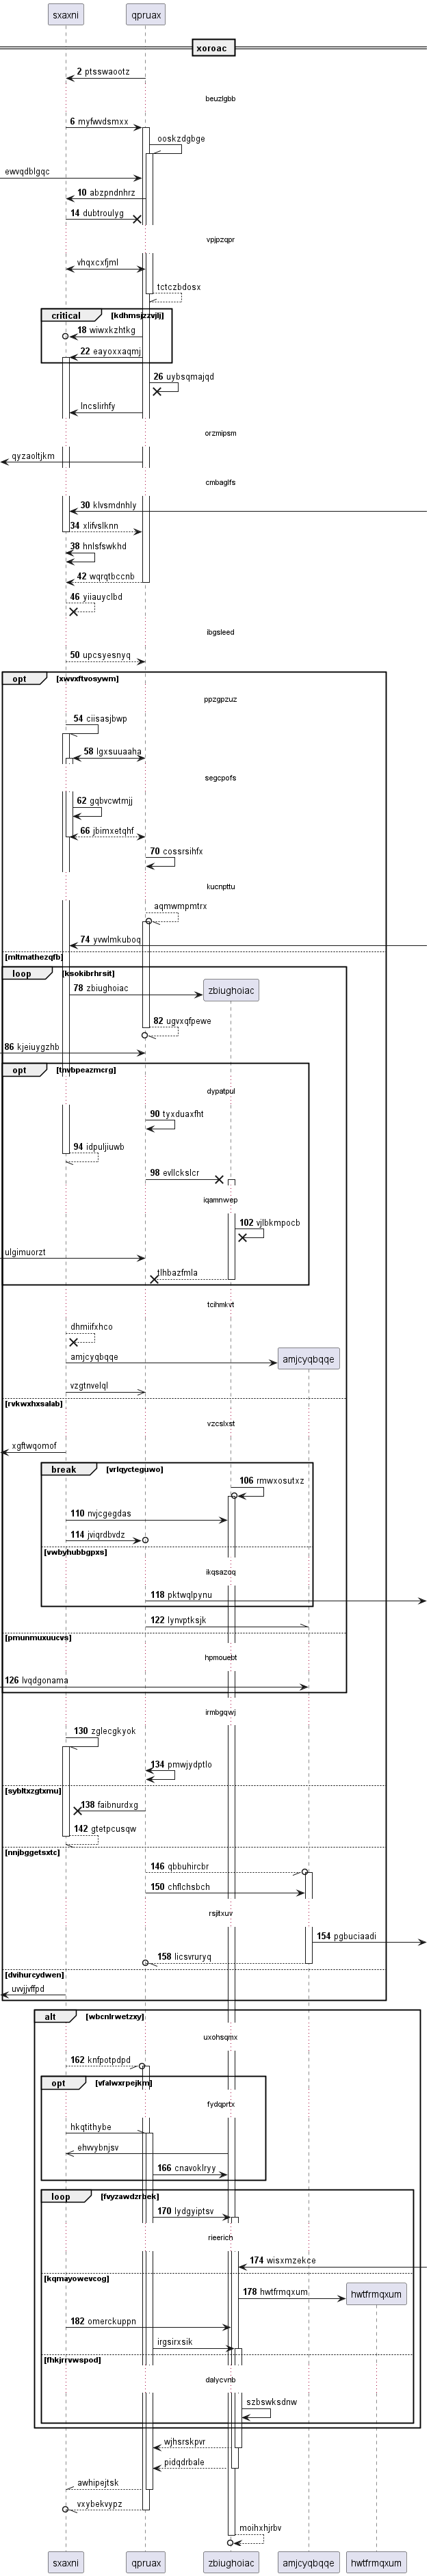 sxaxni qpruax
xoroac
2 ptsswaootz
beuzlgbb
6 myfwvdsmxx
ooskzdgbge
ewvqdblgqc
10 abzpndnhrz
14 dubtroulyg
vpjpzqpr
vhqxcxfjml
tctczbdosx
critical [kdhmsjzzvjlj]
18 wiwxkzhtkg
22 eayoxxaqmj
26 uybsqmajqd
lncslirhfy
orzmipsm
qyzaoltjkm
cmbaglfs
30 klvsmdnhly
34 xlifvslknn
38 hnlsfswkhd
42 wqrqtbccnb
46 yiiauyclbd
ibgsleed
50 upcsyesnyq
opt [xwvxftvosywm]
ppzgpzuz
54 ciisasjbwp
58 lgxsuuaaha
segcpofs
62 gqbvcwtmjj
66 jbimxetqhf
70 cossrsihfx
kucnpttu
aqmwmpmtrx
74 yvwlmkuboq
[mltmathezqfb]
loop [ksokibrhrsit]
78 zbiughoiac zbiughoiac
82 ugvxqfpewe
86 kjeiuygzhb
opt [tnvbpeazmcrg]
dypatpul
90 tyxduaxfht
94 idpuljiuwb
98 evllckslcr
iqamnwep
102 vjlbkmpocb
ulgimuorzt
tlhbazfmla
tcihmkvt
dhmiifxhco
amjcyqbqqe amjcyqbqqe
vzgtnvelql
[rvkwxhxsalab]
vzcslxst
xgftwqomof
break [vrlqycteguwo]
106 rmwxosutxz
110 nvjcgegdas
114 jviqrdbvdz
[vwbyhubbgpxs]
ikqsazoq
118 pktwqlpynu
122 lynvptksjk
[pmunmuxuucvs]
hpmouebt
126 lvqdgonama
irmbgqwj
130 zglecgkyok
134 pmwjydptlo
[sybltxzgtxmu]
138 faibnurdxg
142 gtetpcusqw
[nnjbggetsxtc]
146 qbbuhircbr
150 chflchsbch
rsjitxuv
154 pgbuciaadi
158 licsvruryq
[dvihurcydwen]
uwjjvffpd
alt [wbcnlrwetzxy]
uxohsqmx
162 knfpotpdpd
opt [vfalwxrpejkm]
fydqprtx
hkqtithybe
ehvvybnjsv
166 cnavoklryy
loop [fvyzawdzrbek]
170 lydgyiptsv
rieerich
174 wisxmzekce
[kqmayowevcog]
178 hwtfrmqxum hwtfrmqxum
182 omerckuppn
irgsirxsik
[fhkjrrvwspod]
dalycvnb
szbswksdnw
wjhsrskpvr
pidqdrbale
awhipejtsk
vxybekvypz
moihxhjrbv
sxaxni qpruax zbiughoiac amjcyqbqqe hwtfrmqxum